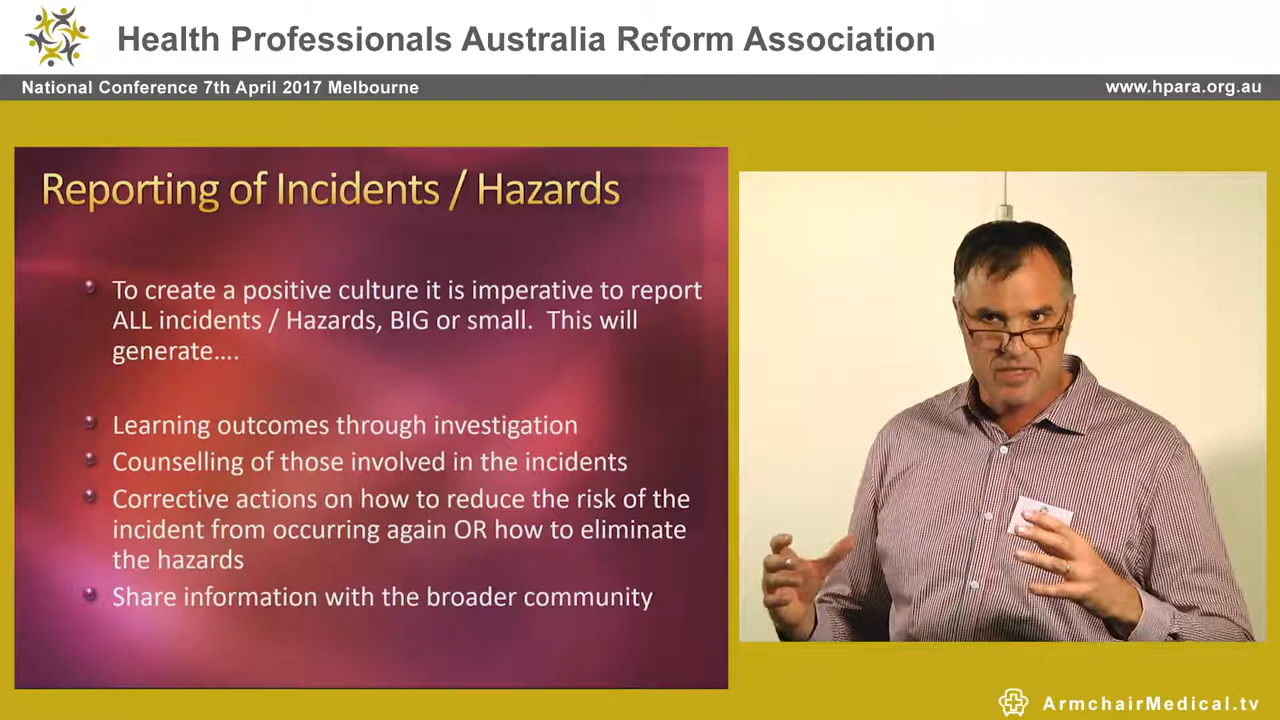 Health Professionals Australia Reform Association
National Conference 7th April 2017 Melbourne
www.hpara.org.au
Reporting of Incidents / Hazards
To create a positive culture it is imperative to report
ALL incidents / Hazards, BIG or small.  This will
generate....
Learning outcomes through investigation
Counselling of those involved in the incidents
Corrective actions on how to reduce the risk of the
incident from occurring again OR how to eliminate
the hazards
Share information with the broader community
ArmchairMedical.tv